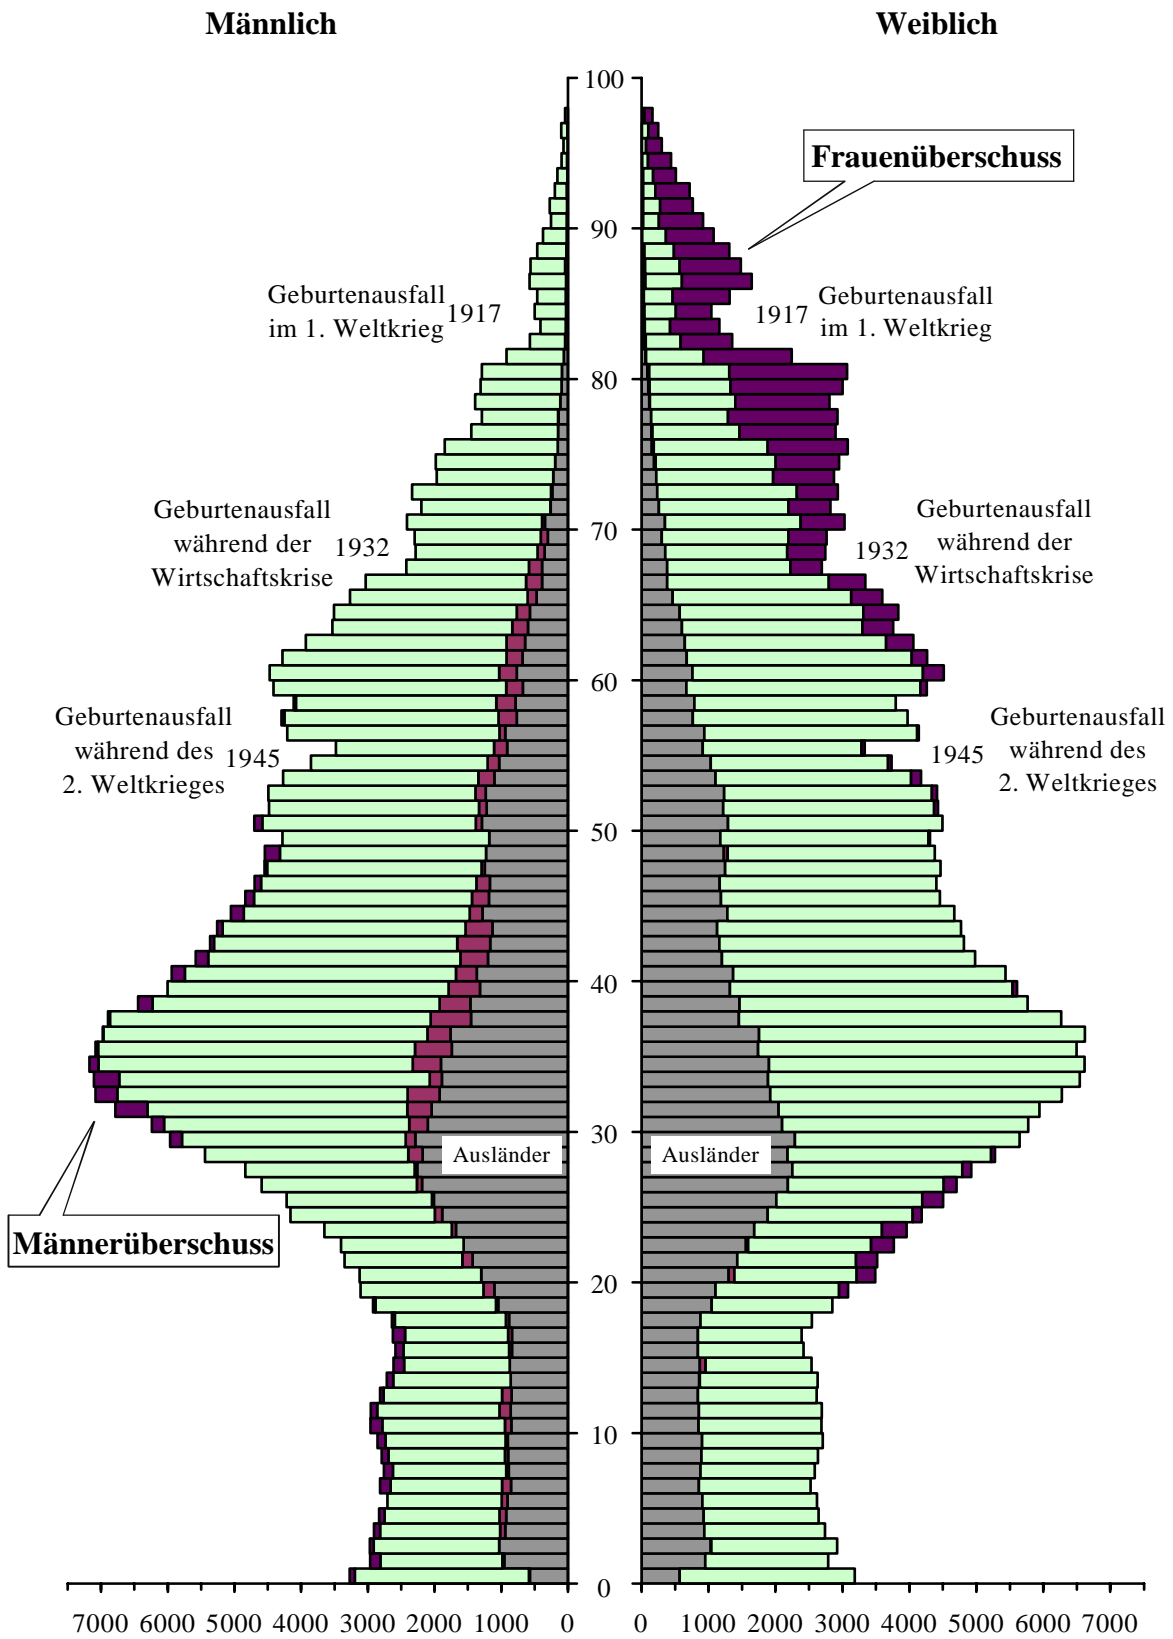 Männlich
Weiblich
100
Frauenüberschuss
90
Geburtenausfall
im 1. Weltkrieg
1917
1917
Geburtenausfall
im 1. Weltkrieg
80
Geburtenausfall
während der
Wirtschaftskrise
1932
70
1932
Geburtenausfall
während der
Wirtschaftskrise
60
Geburtenausfall
während des
2. Weltkrieges
1945
1945
Geburtenausfall
während des
2. Weltkrieges
50
40
30
Ausländer
Ausländer
Männerüberschuss
20
10
0
7000 6000 5000 4000 3000 2000 1000 0
0 1000 2000 3000 4000 5000 6000 7000